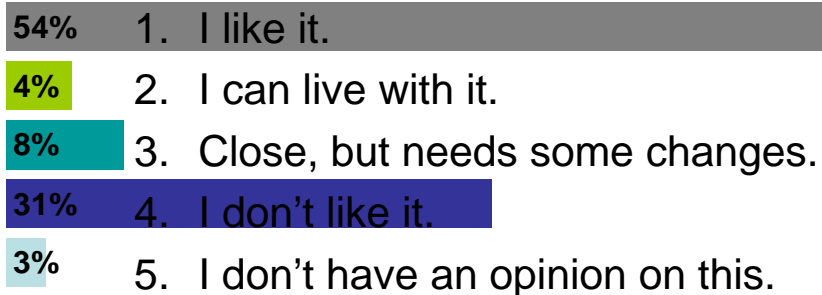 54% 1. I like it.
4% 2. I can live with it.
8% 3. Close, but needs some changes.
31% 4. I don’t like it.
3% 5. I don’t have an opinion on this.